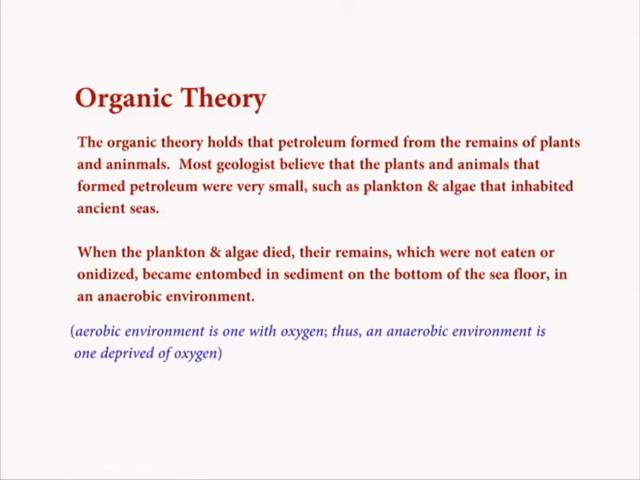 Organic Theory
The organic theory holds that petroleum formed from the remains of plants
and aninmals. Most geologist believe that the plants and animals that
formed petroleum were very small, such as plankton & algae that inhabited
ancient seas.
When the plankton & algae died, their remains, which were not eaten or
onidized, became entombed in sediment on the bottom of the sea floor, in
an anaerobic environment.
(aerobic environment is one with oxygen; thus, an anaerobic environment is
one deprived of oxygen)